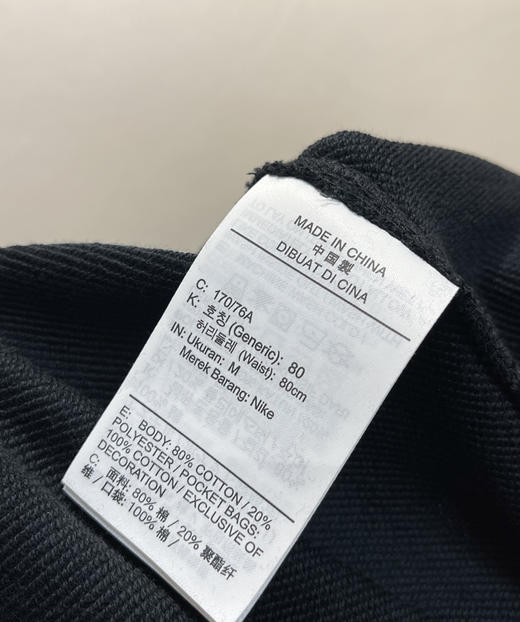 MADE IN CHINA
中国製
DIBUAT DI CINA
C: 170/76A
K: 호칭 (Generic): 80
허리둘레 (Waist): 80cm
IN: Ukuran: M
Merek Barang: Nike
E: BODY: 80% COTTON / 20%
POLYESTER / POCKET BAGS:
100% COTTON / EXCLUSIVE OF
DECORATION
C: 面料: 80% 棉 / 20% 聚酯纤
维 / 口袋: 100% 棉 /